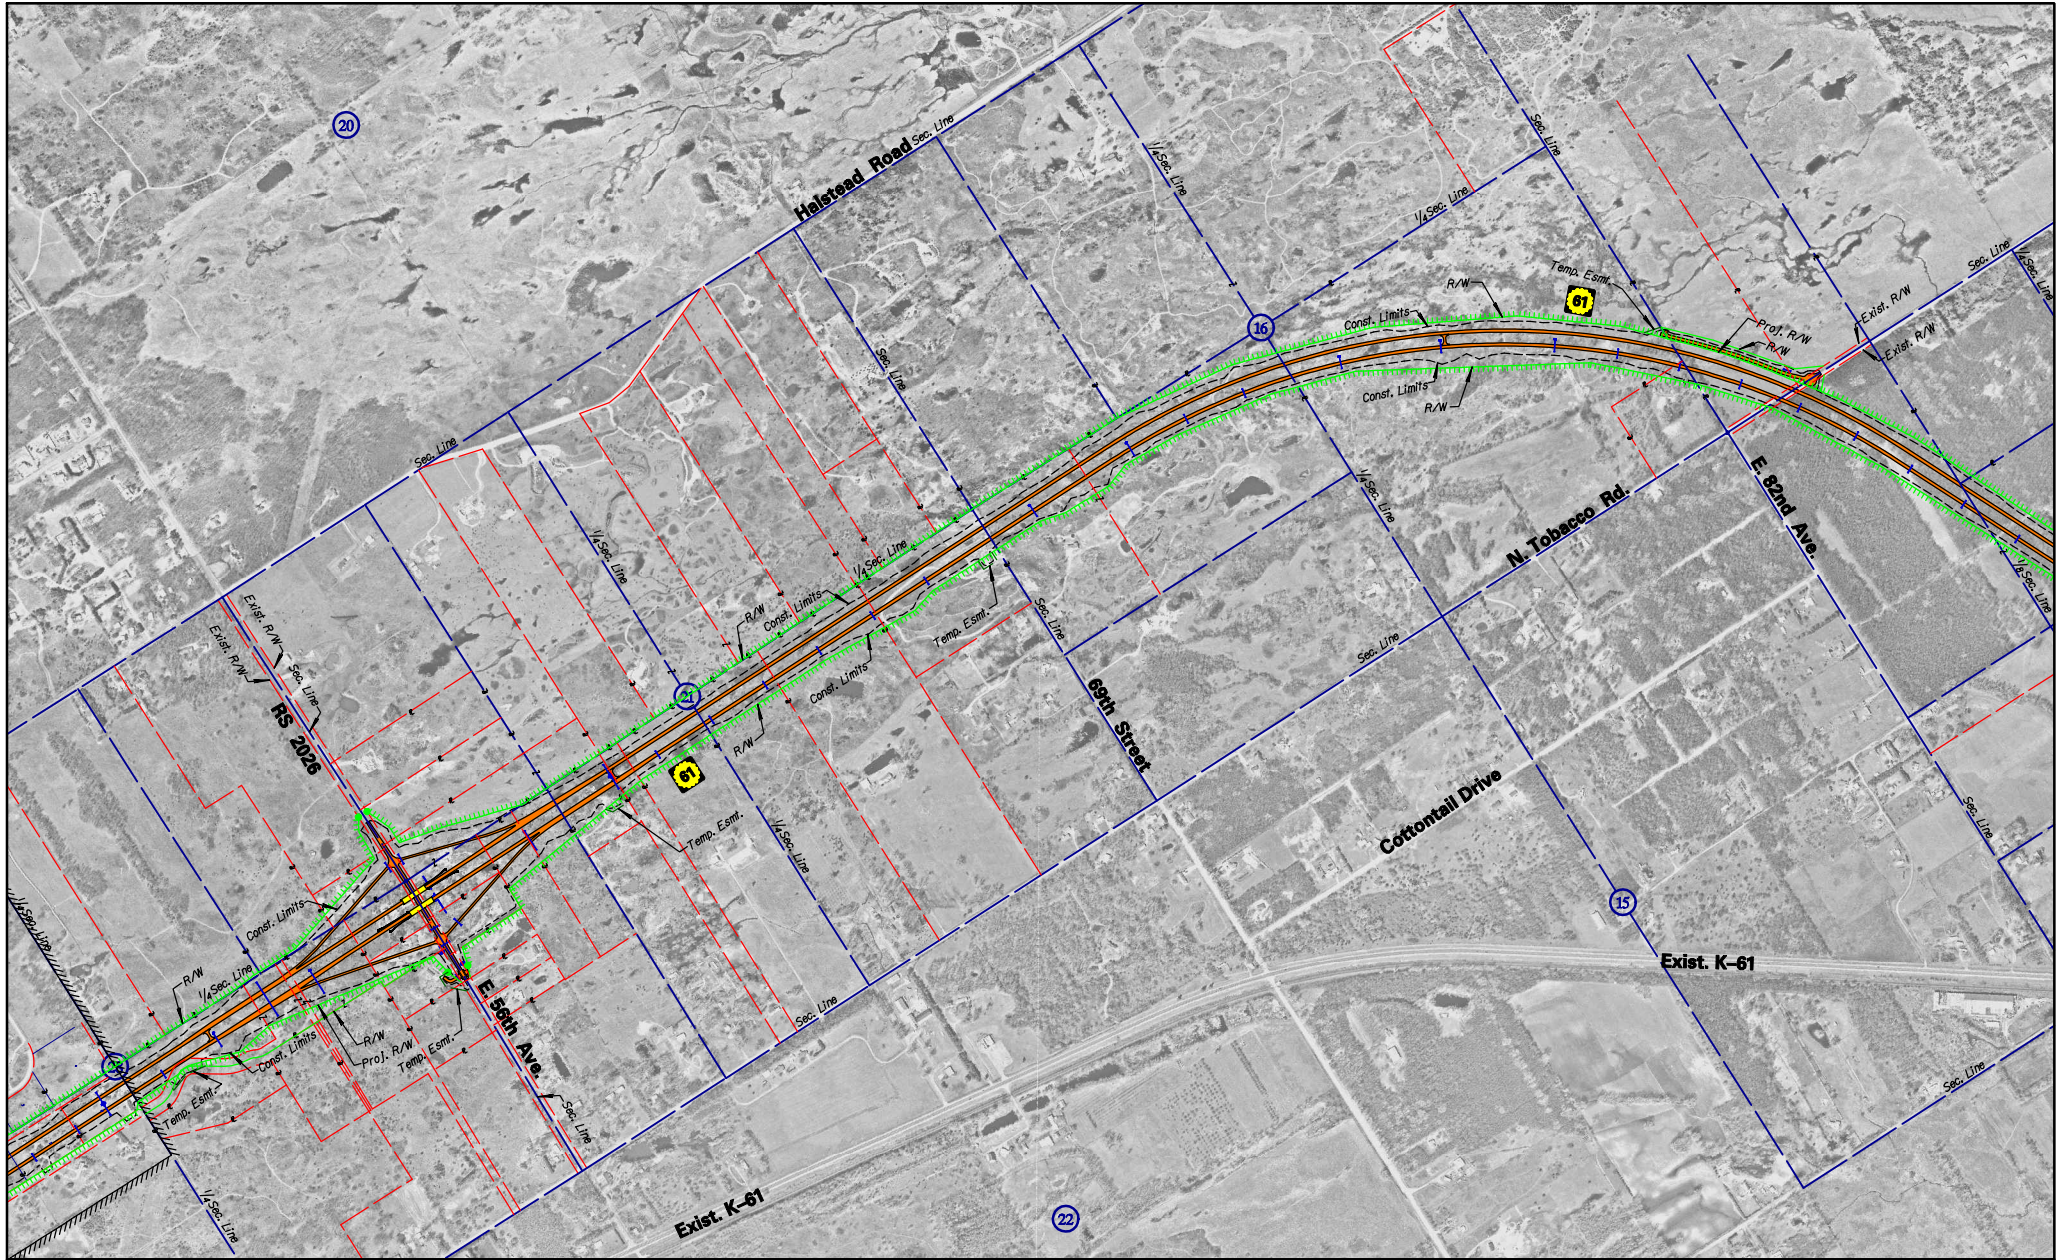 20
Halstead Road
Sec. Line
1/4 Sec. Line
Sec. Line
1/4 Sec. Line
Sec. Line
1/4 Sec. Line
Temp. Esmt.
R/W
61
16
Const. Limits
Proj. R/W
R/W
Exist. R/W
Exist. R/W
Sec. Line
Const. Limits
R/W
Sec. Line
1/4 Sec. Line
E. 82nd Ave.
N. Tobacco Rd.
1/4 Sec. Line
1/4 Sec. Line
1/8 Sec. Line
R/W
Const. Limits
Exist. R/W
Exist. R/W
Sec. Line
Temp. Esmt.
Sec. Line
Sec. Line
RS 2026
21
Const. Limits
R/W
69th Street
61
Cottontail Drive
Temp. Esmt.
1/4 Sec. Line
Sec. Line
Const. Limits
1/4 Sec. Line
15
Exist. K-61
R/W
1/4 Sec. Line
E. 56th Ave.
Sec. Line
R/W
Proj. R/W
Temp. Esmt.
Const. Limits
Temp. Esmt.
Sec. Line
Sec. Line
1/4 Sec. Line
Exist. K-61
22